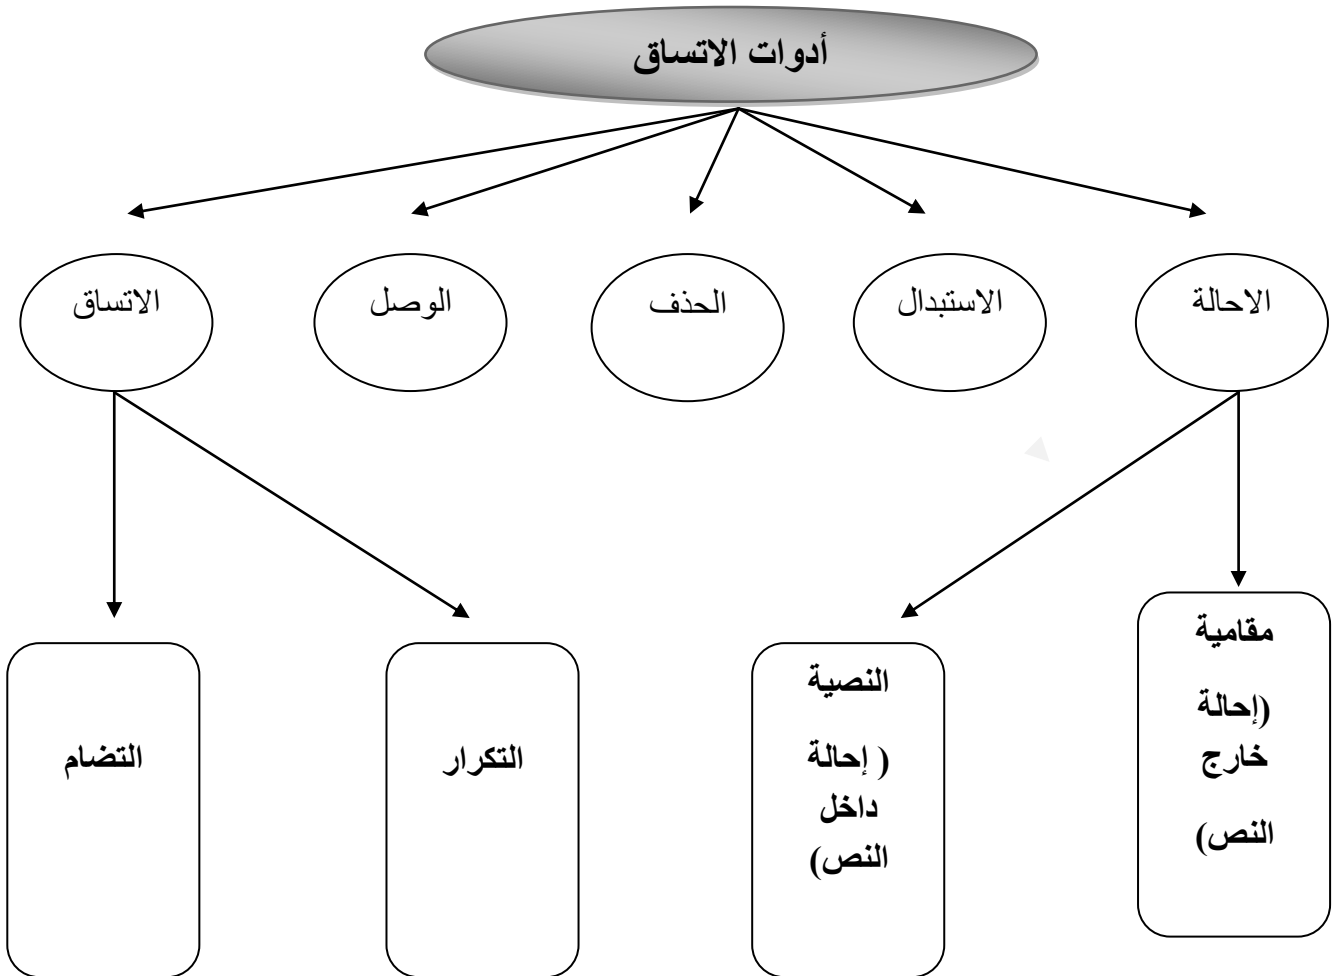 أدوات الاتساق
الاحالة
الاستبدال
الحذف
الوصل
الاتساق
مقامية
(إحالة
خارج
النص)
النصية
( إحالة
داخل
النص)
التكرار
التضام